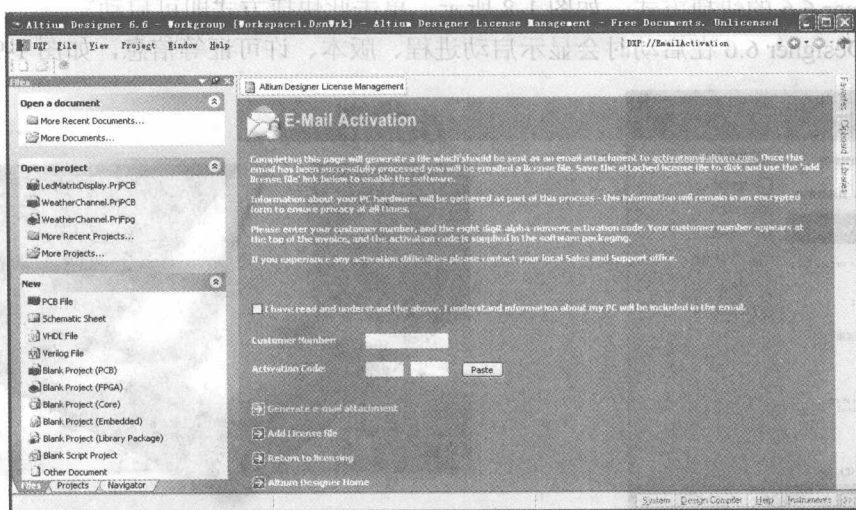 Altium Designer 6.6 - Workgroup [Workspace1.DsnWrk] - Altium Designer License Management - Free Documents. Unlicensed
DXP File View Project Window Help
DXP://EmailActivation
Files
Altium Designer License Management
Open a document
More Recent Documents...
More Documents...
Open a project
LedMatrixDisplay.PrjPCB
WeatherChannel.PrjPCB
WeatherChannel.PrjFpg
More Recent Projects...
More Projects...
New
PCB File
Schematic Sheet
VHDL File
Verilog File
Blank Project (PCB)
Blank Project (FPGA)
Blank Project (Core)
Blank Project (Embedded)
Blank Project (Library Package)
Blank Script Project
Other Document
Files Projects Navigator
E-Mail Activation
Completing this page will generate a file which should be sent as an email attachment to activation@altium.com. Once this
email has been successfully processed you will be emailed a license file. Save the attached license file to disk and use the 'add
license file' link below to enable the software.
Information about your PC hardware will be gathered as part of this process - this information will remain in an encrypted
form to ensure privacy at all times.
Please enter your customer number, and the eight digit alpha-numeric activation code. Your customer number appears at
the top of the invoice, and the activation code is supplied in the software packaging.
If you experience any activation difficulties please contact your local Sales and Support office.
I have read and understand the above. I understand information about my PC will be included in the email.
Customer Number:
Activation Code:
Paste
Generate e-mail attachment
Add License file
Return to licensing
Altium Designer Home
Favorites Clipboard Libraries
System Design Compiler Help Instruments >>